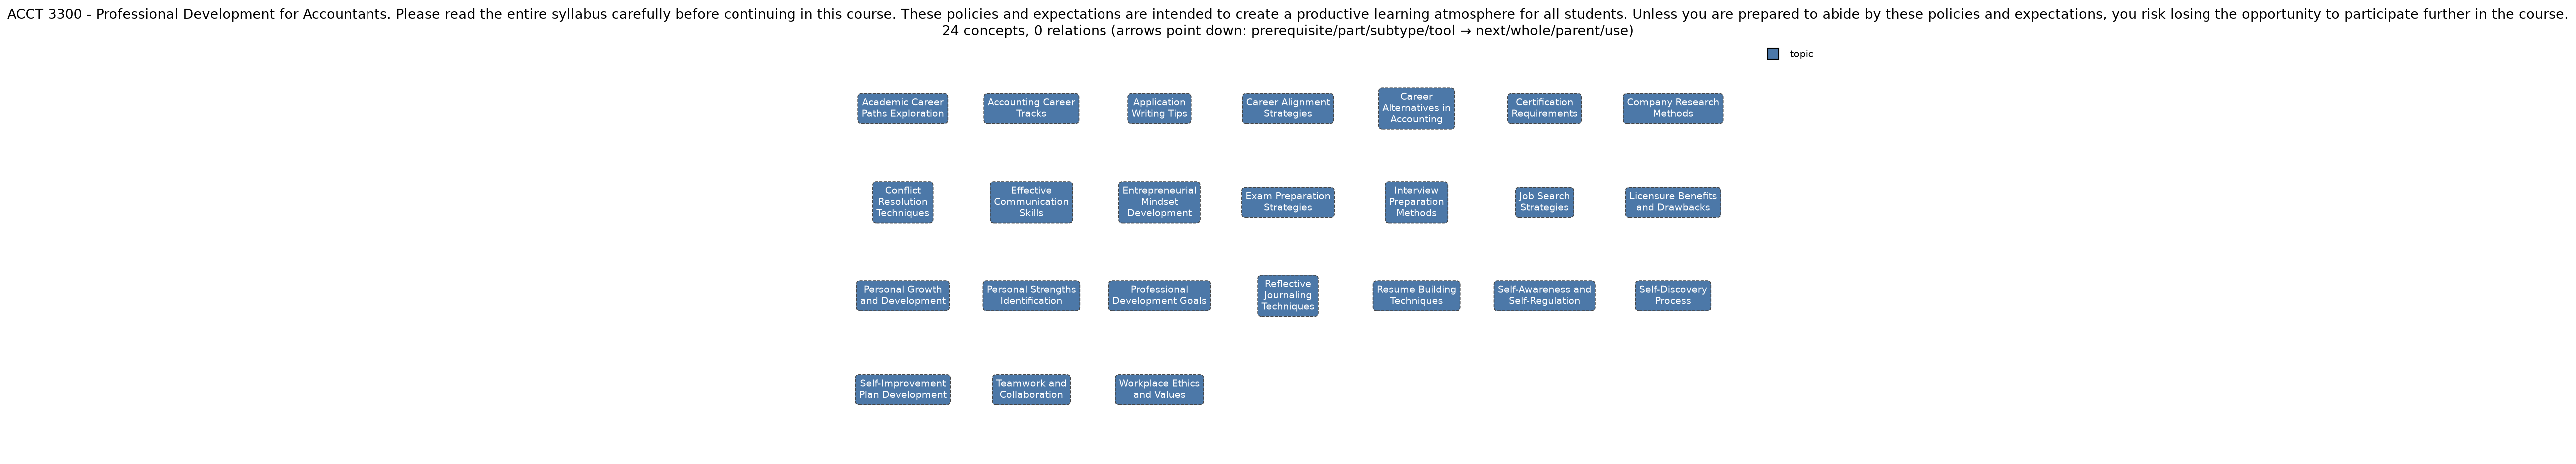 ACCT 3300 - Professional Development for Accountants. Please read the entire syllabus carefully before continuing in this course. These policies and expectations are intended to create a productive learning atmosphere for all students. Unless you are prepared to abide by these policies and expectations, you risk losing the opportunity to participate further in the course.
24 concepts, 0 relations (arrows point down: prerequisite/part/subtype/tool → next/whole/parent/use)
topic
Academic Career
Paths Exploration
Accounting Career
Tracks
Application
Writing Tips
Career Alignment
Strategies
Career
Alternatives in
Accounting
Certification
Requirements
Company Research
Methods
Conflict
Resolution
Techniques
Effective
Communication
Skills
Entrepreneurial
Mindset
Development
Exam Preparation
Strategies
Interview
Preparation
Methods
Job Search
Strategies
Licensure Benefits
and Drawbacks
Personal Growth
and Development
Personal Strengths
Identification
Professional
Development Goals
Reflective
Journaling
Techniques
Resume Building
Techniques
Self-Awareness and
Self-Regulation
Self-Discovery
Process
Self-Improvement
Plan Development
Teamwork and
Collaboration
Workplace Ethics
and Values